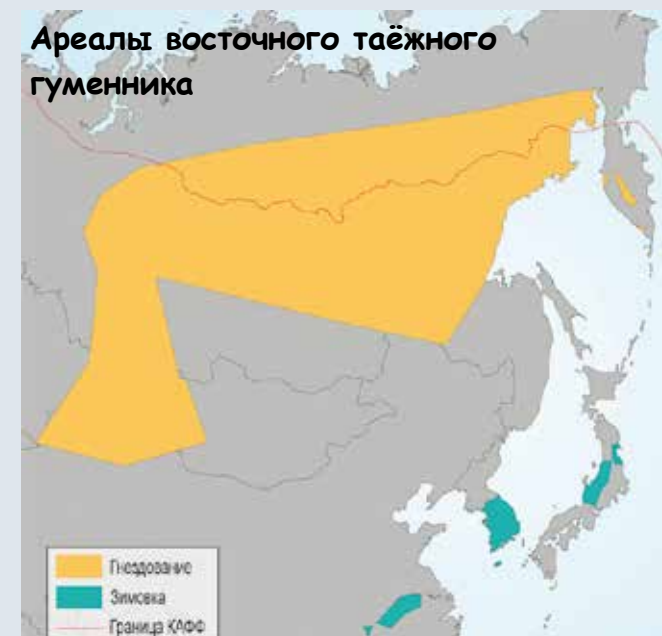 Ареалы восточного таёжного
гуменника
Гнездование
Зимовка
Граница КАФФ